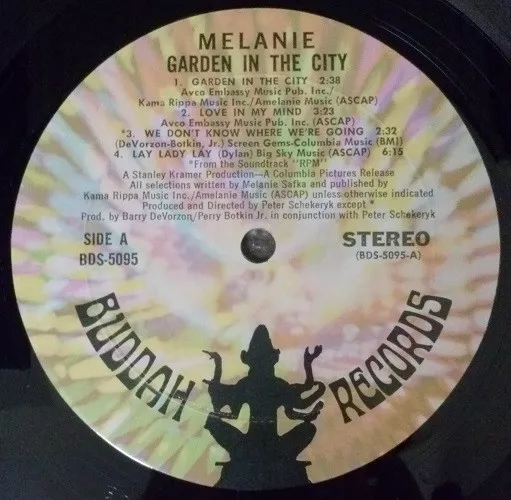 MELANIE
GARDEN IN THE CITY
1. GARDEN IN THE CITY 2:38
Avco Embassy Music Pub. Inc./
Kama Rippa Music Inc./Amelanie Music (ASCAP)
2. LOVE IN MY MIND 3:23
Avco Embassy Music Pub. Inc. (ASCAP)
*3. WE DON'T KNOW WHERE WE'RE GOING 2:32
(DeVorzon-Botkin, Jr.) Screen Gems-Columbia Music (BMI)
4. LAY LADY LAY (Dylan) Big Sky Music (ASCAP) 6:15
*From the Soundtrack "RPM"
A Stanley Kramer Production—A Columbia Pictures Release
All selections written by Melanie Safka and published by
Kama Rippa Music Inc./Amelanie Music (ASCAP) unless otherwise indicated
Produced and Directed by Peter Schekeryk except *
Prod. by Barry DeVorzon/Perry Botkin Jr. in conjunction with Peter Schekeryk
SIDE A
BDS-5095
STEREO
(BDS-5095-A)
BUDDAH RECORDS